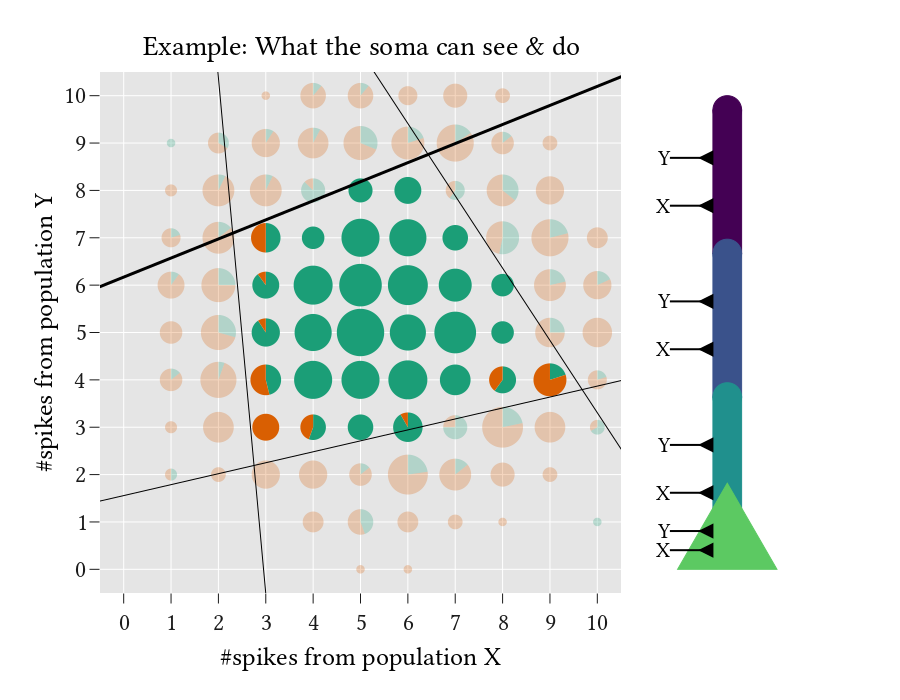 Example: What the soma can see & do
10
9
8
7
6
5
4
3
2
1
0
#spikes from population Y
0 1 2 3 4 5 6 7 8 9 10
#spikes from population X
Y
X
Y
X
Y
X
Y
X